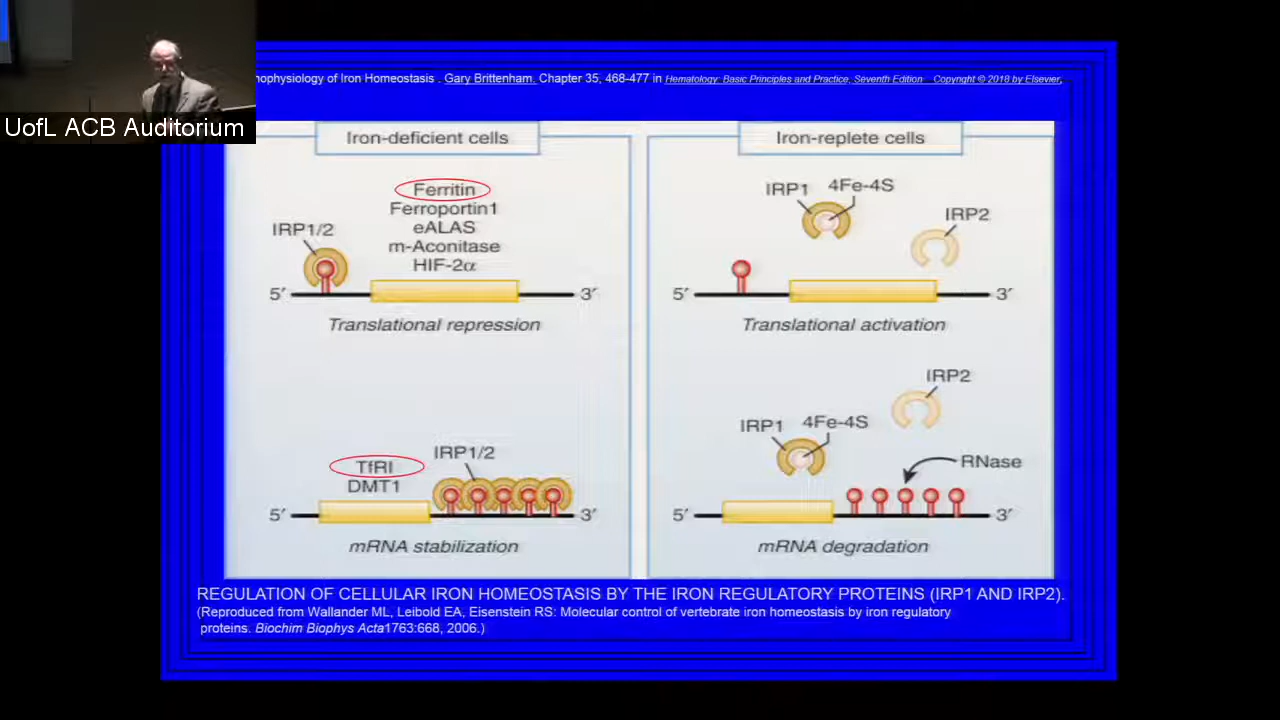 nophysiology of Iron Homeostasis . Gary Brittenham. Chapter 35, 468-477 in Hematology: Basic Principles and Practice, Seventh Edition Copyright © 2018 by Elsevier,
UofL ACB Auditorium
Iron-deficient cells
Ferritin
Ferroportin1
eALAS
m-Aconitase
HIF-2α
IRP1/2
5′
3′
Translational repression
TfRI
DMT1
IRP1/2
5′
3′
mRNA stabilization
Iron-replete cells
IRP1
4Fe-4S
IRP2
5′
3′
Translational activation
IRP2
IRP1
4Fe-4S
RNase
5′
3′
mRNA degradation
REGULATION OF CELLULAR IRON HOMEOSTASIS BY THE IRON REGULATORY PROTEINS (IRP1 AND IRP2).
(Reproduced from Wallander ML, Leibold EA, Eisenstein RS: Molecular control of vertebrate iron homeostasis by iron regulatory
proteins. Biochim Biophys Acta1763:668, 2006.)